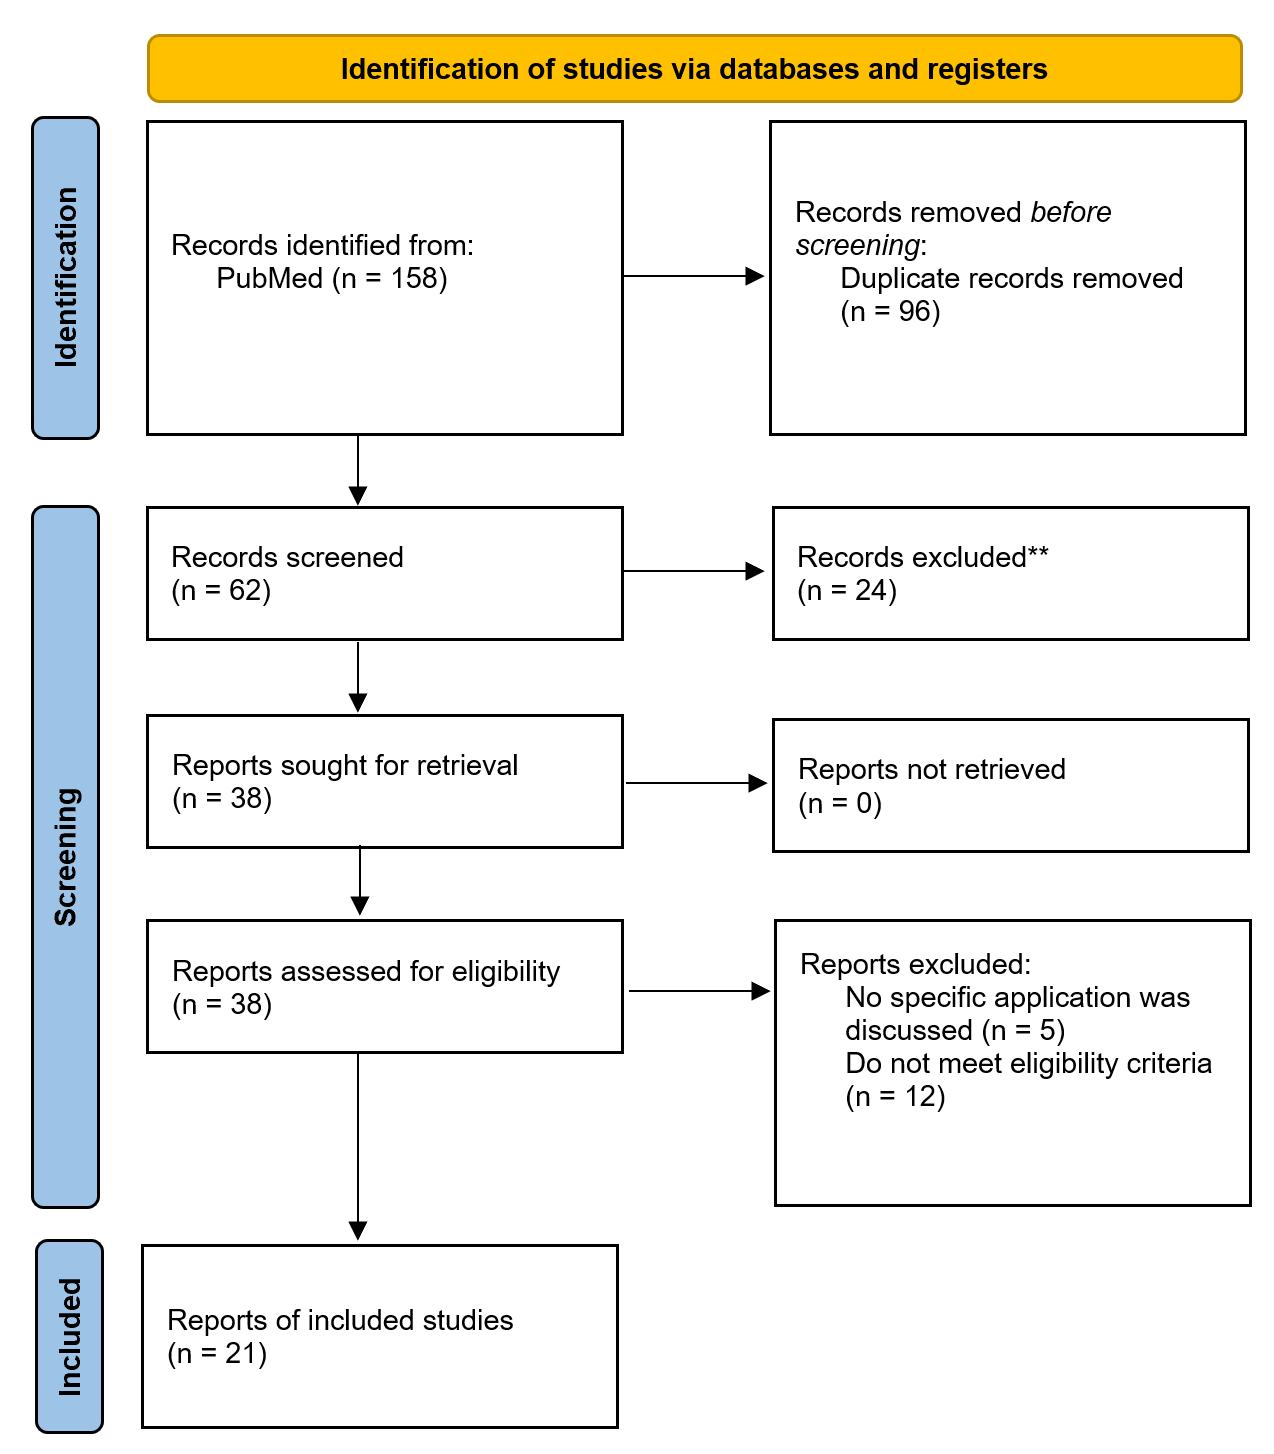 Identification of studies via databases and registers
Identification
Records identified from:
PubMed (n = 158)
Records removed before
screening:
Duplicate records removed
(n = 96)
Screening
Records screened
(n = 62)
Records excluded**
(n = 24)
Reports sought for retrieval
(n = 38)
Reports not retrieved
(n = 0)
Reports assessed for eligibility
(n = 38)
Reports excluded:
No specific application was
discussed (n = 5)
Do not meet eligibility criteria
(n = 12)
Included
Reports of included studies
(n = 21)